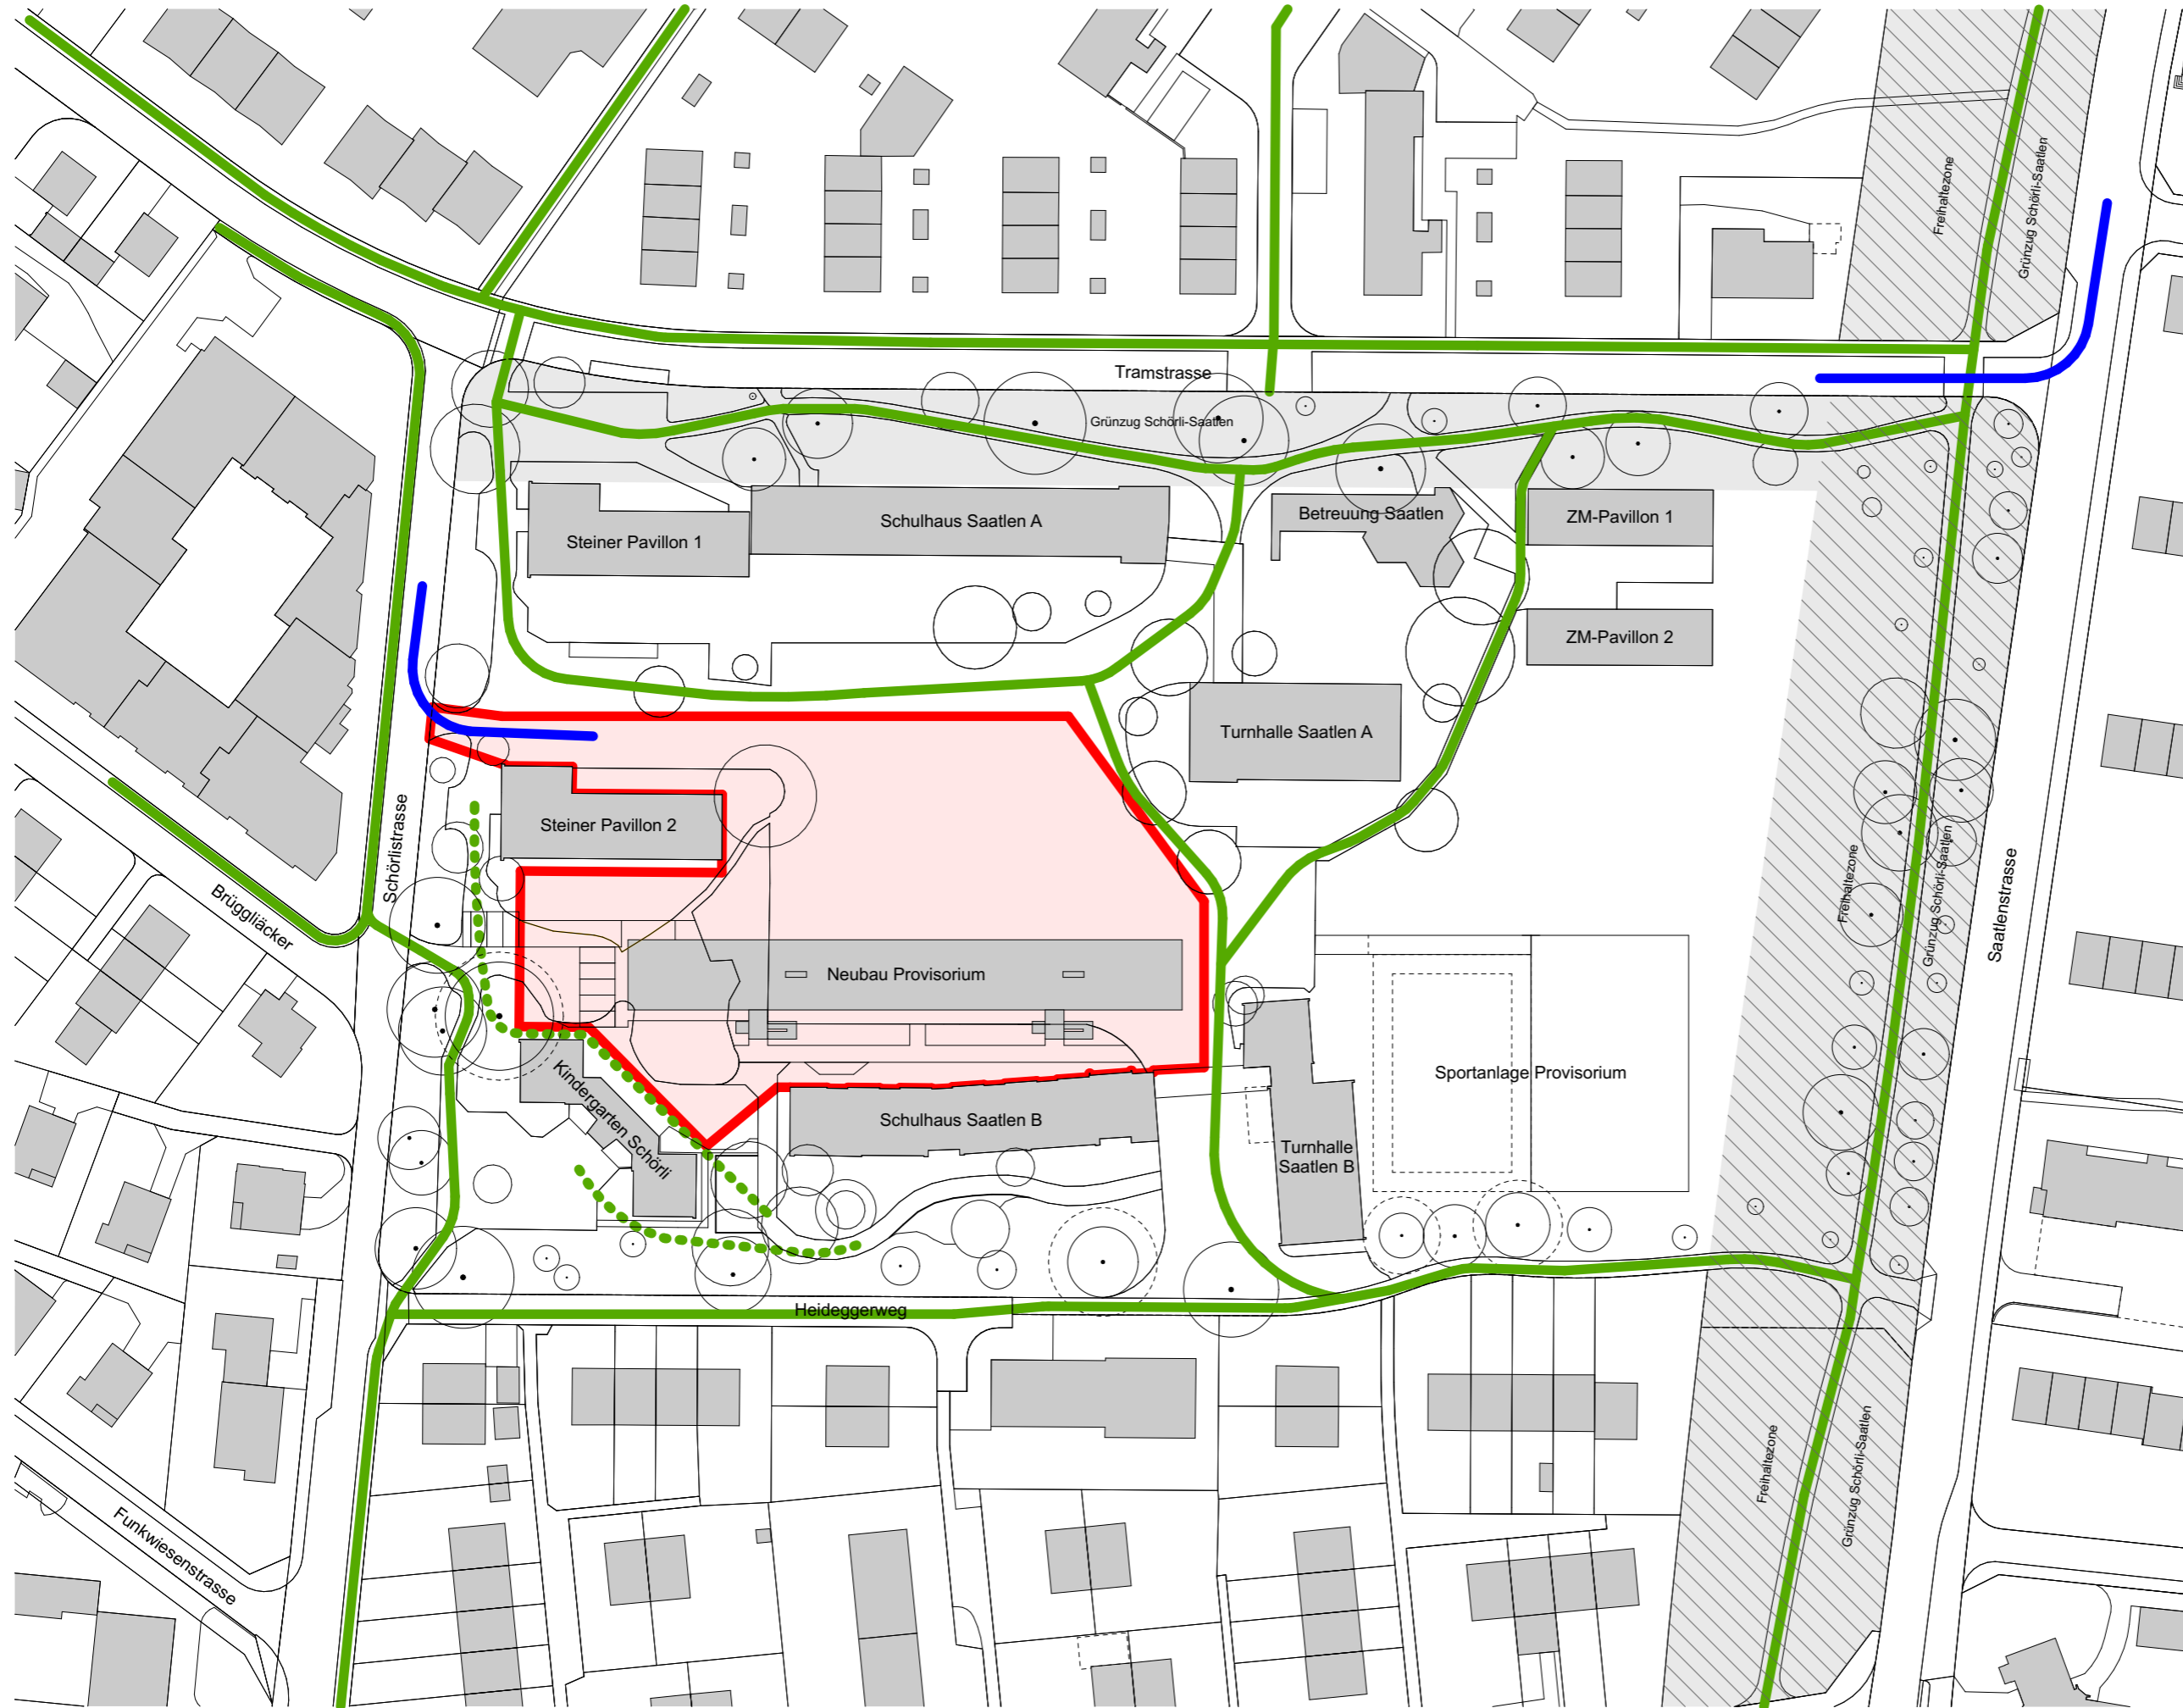 Freihaltezone
Grünzug Schörli-Saatlen
Tramstrasse
Grünzug Schörli-Saatlen
Steiner Pavillon 1
Schulhaus Saatlen A
Betreuung Saatlen
ZM-Pavillon 1
ZM-Pavillon 2
Turnhalle Saatlen A
Steiner Pavillon 2
Schörlistrasse
Brüggliäcker
Neubau Provisorium
Freihaltezone
Grünzug Schörli-Saatlen
Saatlenstrasse
Kindergarten Schörli
Schulhaus Saatlen B
Sportanlage Provisorium
Turnhalle
Saatlen B
Heideggerweg
Freihaltezone
Grünzug Schörli-Saatlen
Funkwiesenstrasse